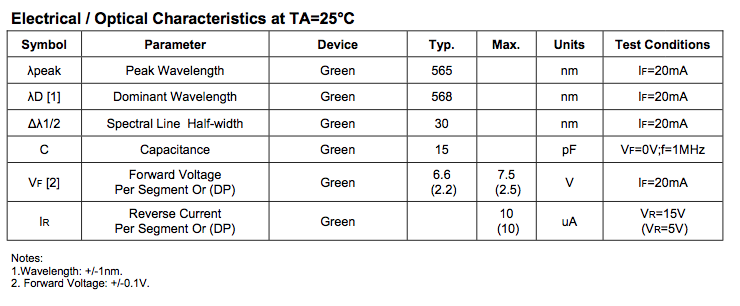 Electrical / Optical Characteristics at TA=25°C
Symbol Parameter Device Typ. Max. Units Test Conditions
λpeak Peak Wavelength Green 565 nm IF=20mA
λD [1] Dominant Wavelength Green 568 nm IF=20mA
Δλ1/2 Spectral Line Half-width Green 30 nm IF=20mA
C Capacitance Green 15 pF VF=0V;f=1MHz
VF [2] Forward Voltage Per Segment Or (DP) Green 6.6 (2.2) 7.5 (2.5) V IF=20mA
IR Reverse Current Per Segment Or (DP) Green 10 (10) uA VR=15V (VR=5V)
Notes:
1.Wavelength: +/-1nm.
2. Forward Voltage: +/-0.1V.